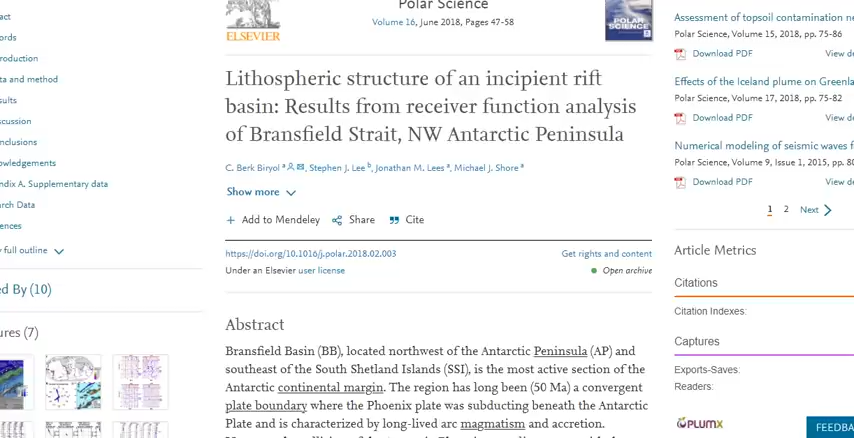 act
ords
roduction
ta and method
sults
scussion
nclusions
nowledgements
ndix A. Supplementary data
arch Data
ences
full outline
ed By (10)
ures (7)
ELSEVIER
Polar Science
Volume 16, June 2018, Pages 47-58
POLAR SCIENCE
Lithospheric structure of an incipient rift
basin: Results from receiver function analysis
of Bransfield Strait, NW Antarctic Peninsula
C. Berk Biryol a, Stephen J. Lee b, Jonathan M. Lees a, Michael J. Shore a
Show more
+ Add to Mendeley Share Cite
https://doi.org/10.1016/j.polar.2018.02.003 Get rights and content
Under an Elsevier user license Open archive
Abstract
Bransfield Basin (BB), located northwest of the Antarctic Peninsula (AP) and
southeast of the South Shetland Islands (SSI), is the most active section of the
Antarctic continental margin. The region has long been (50 Ma) a convergent
plate boundary where the Phoenix plate was subducting beneath the Antarctic
Plate and is characterized by long-lived arc magmatism and accretion.
Assessment of topsoil contamination ne
Polar Science, Volume 15, 2018, pp. 75-86
Download PDF View de
Effects of the Iceland plume on Greenla
Polar Science, Volume 17, 2018, pp. 75-82
Download PDF View de
Numerical modeling of seismic waves f
Polar Science, Volume 9, Issue 1, 2015, pp. 80
Download PDF View de
1 2 Next
Article Metrics
Citations
Citation Indexes:
Captures
Exports-Saves:
Readers:
PLUMX
FEEDBA